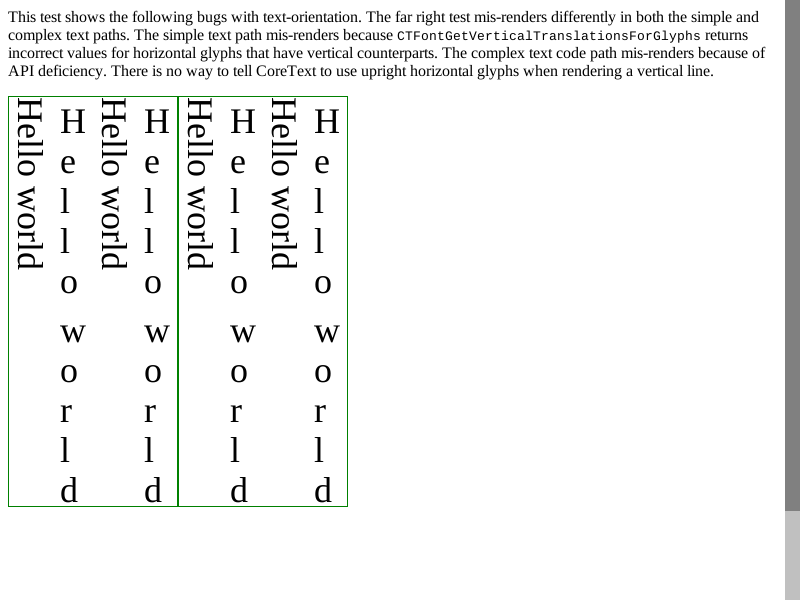 This test shows the following bugs with text-orientation. The far right test mis-renders differently in both the simple and
complex text paths. The simple text path mis-renders because CTFontGetVerticalTranslationsForGlyphs returns
incorrect values for horizontal glyphs that have vertical counterparts. The complex text code path mis-renders because of
API deficiency. There is no way to tell CoreText to use upright horizontal glyphs when rendering a vertical line.
Hello world
Hello world
Hello world
Hello world
Hello world
Hello world
Hello world
Hello world